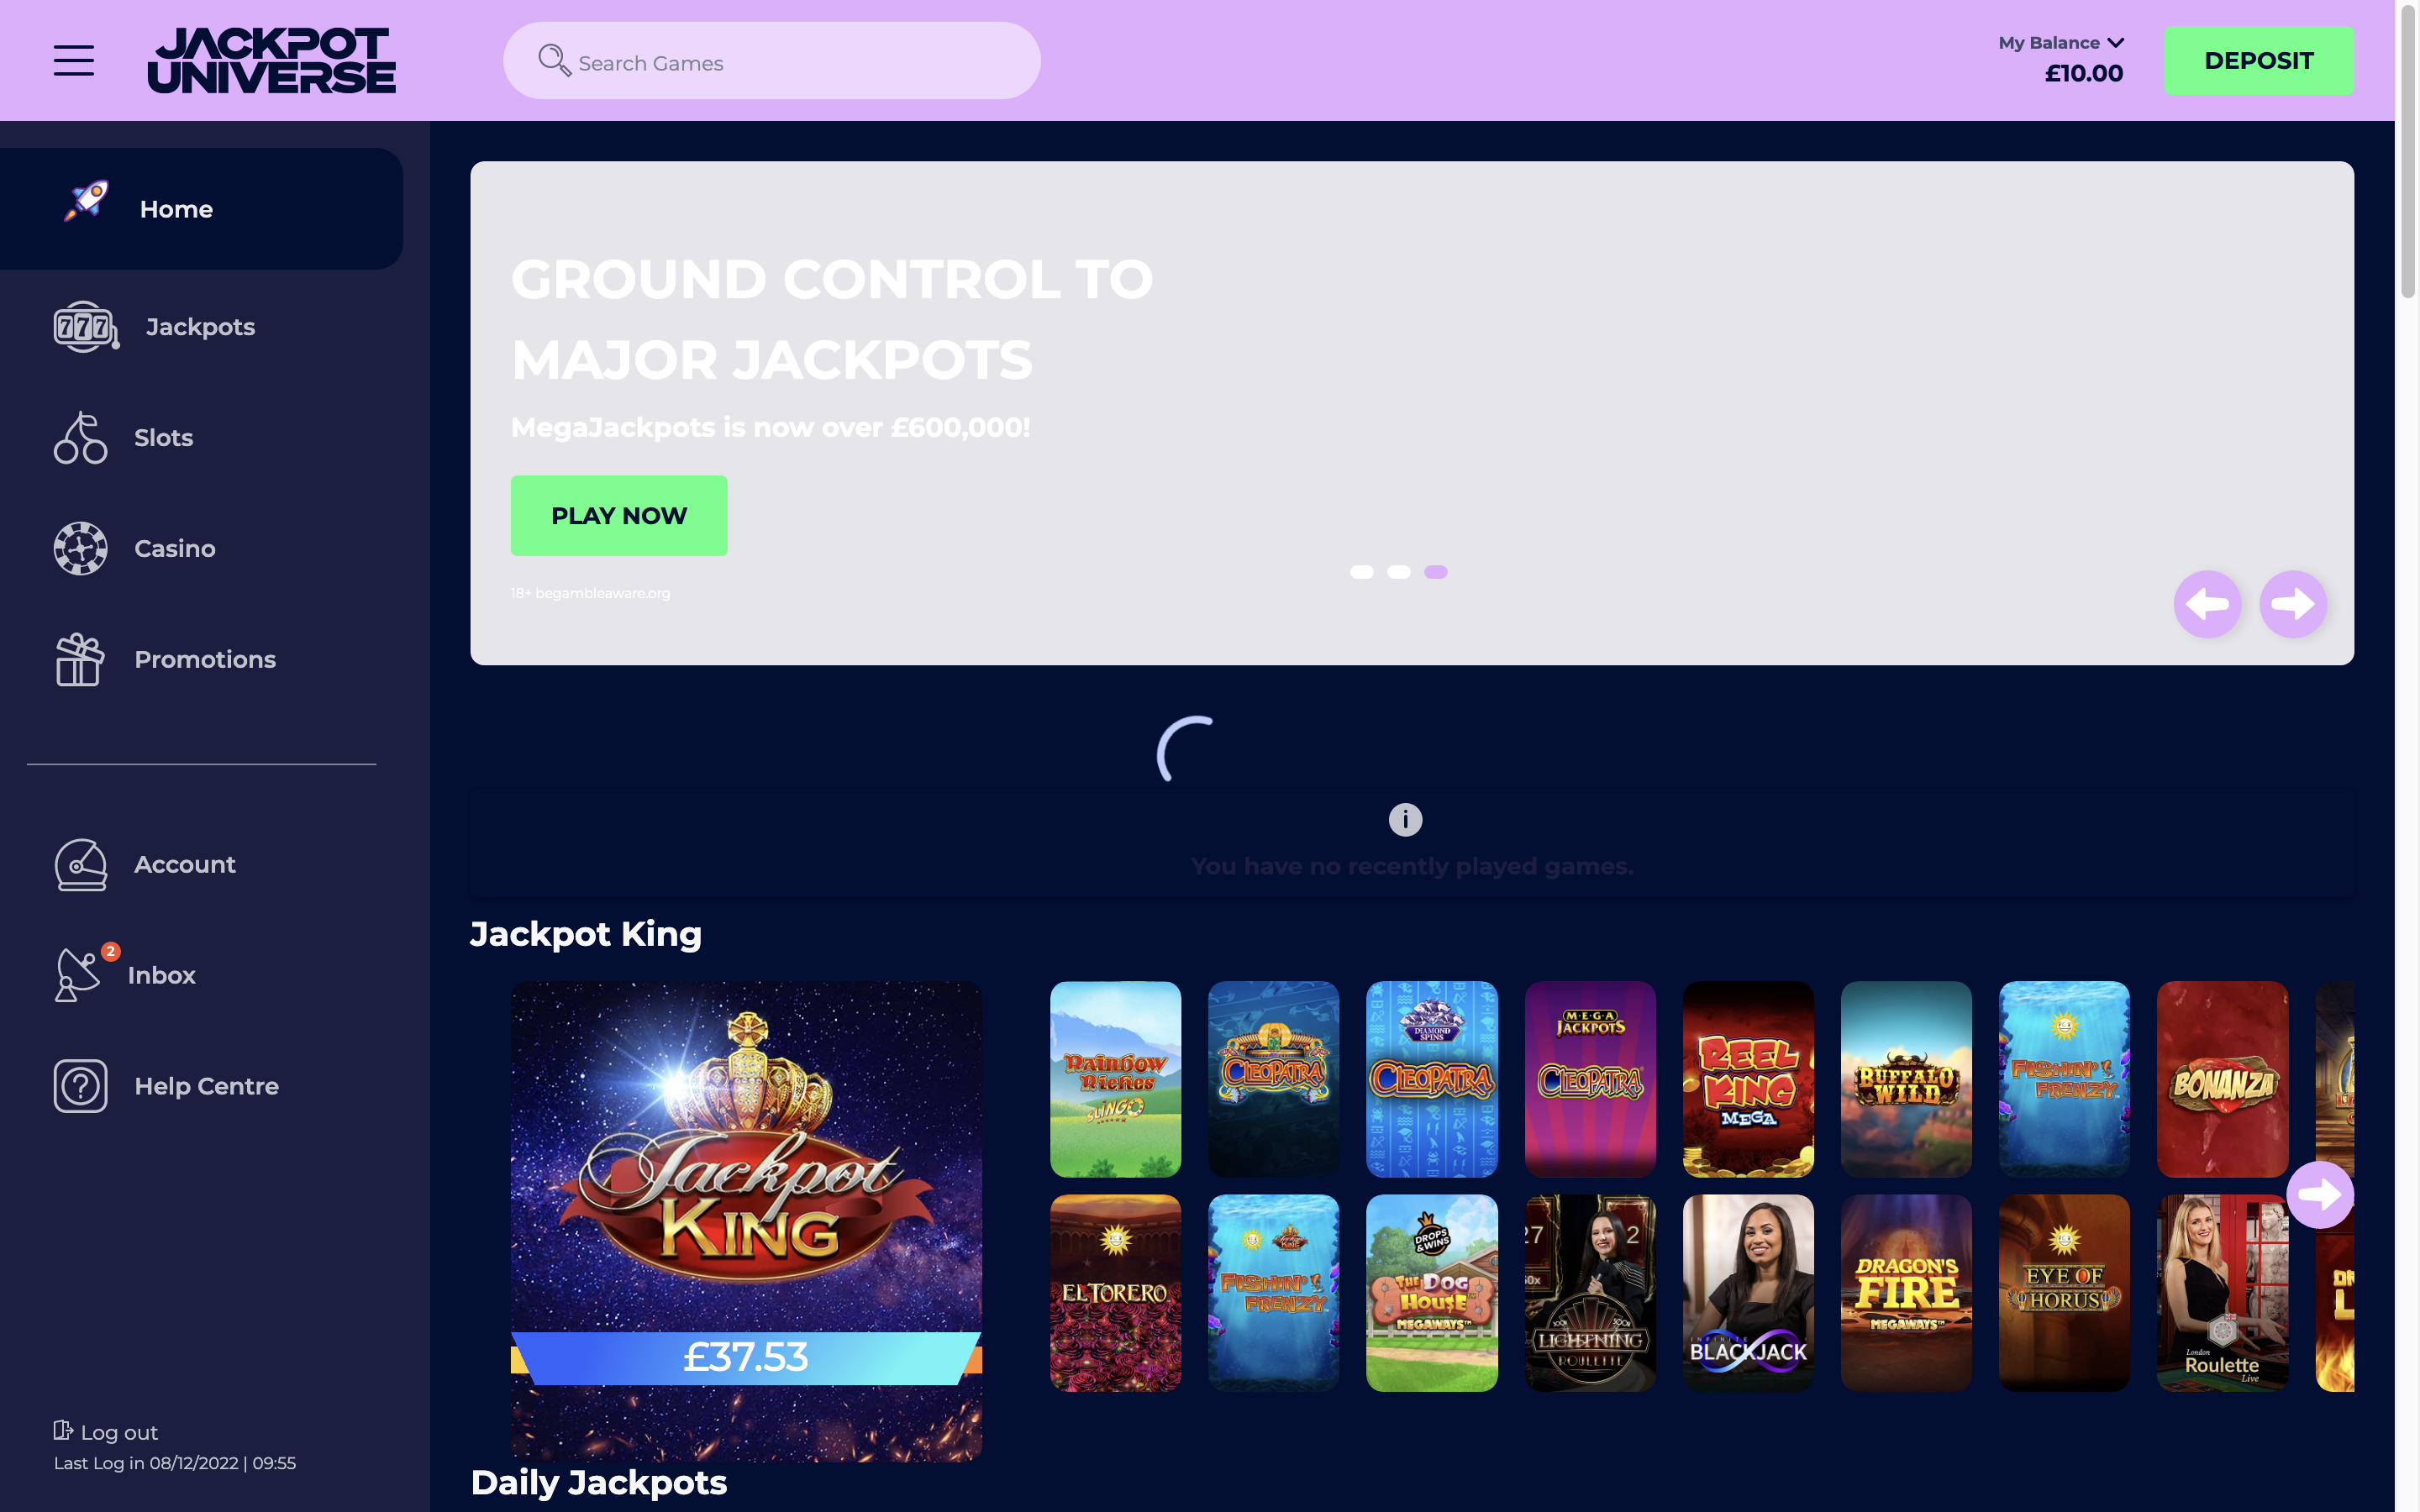 JACKPOT
UNIVERSE
Search Games
My Balance
£10.00
DEPOSIT
Home
Jackpots
Slots
Casino
Promotions
Account
2
Inbox
Help Centre
Log out
Last Log in 08/12/2022 | 09:55
GROUND CONTROL TO
MAJOR JACKPOTS
MegaJackpots is now over £600,000!
PLAY NOW
18+ begambleaware.org
You have no recently played games.
Jackpot King
Jackpot
KING
£37.53
RAINBOW
RICHES
SLINGO
CLEOPATRA
DIAMOND
SPINS
CLEOPATRA
MEGA
JACKPOTS
CLEOPATRA
REEL
KING
MEGA
BUFFALO
WILD
FISHIN'
FRENZY
BONANZA
EL TORERO
FISHIN'
FRENZY
DROPS
&WINS
THE DOG
HOUSE
MEGAWAYS™
27
2
LIGHTNING
ROULETTE
INFINITE
BLACKJACK
DRAGON'S
FIRE
MEGAWAYS™
EYE OF
HORUS
London
Roulette
Live
Daily Jackpots